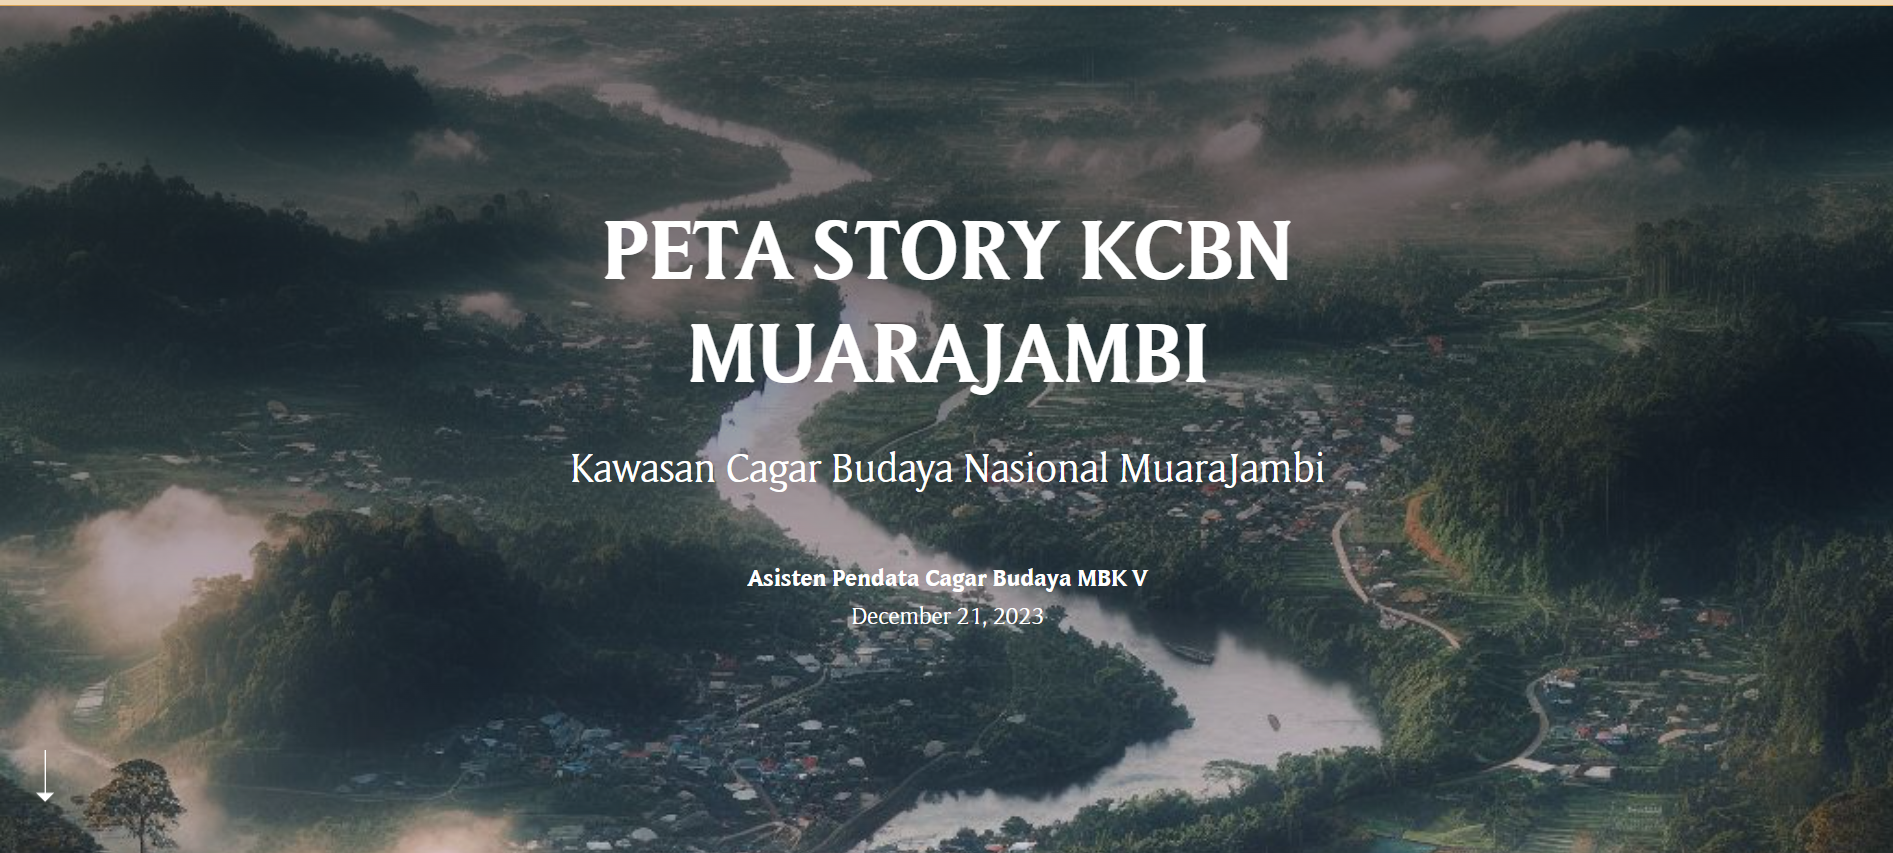 PETA STORY KCBN
MUARAJAMBI
Kawasan Cagar Budaya Nasional MuaraJambi
Asisten Pendata Cagar Budaya MBK V
December 21, 2023